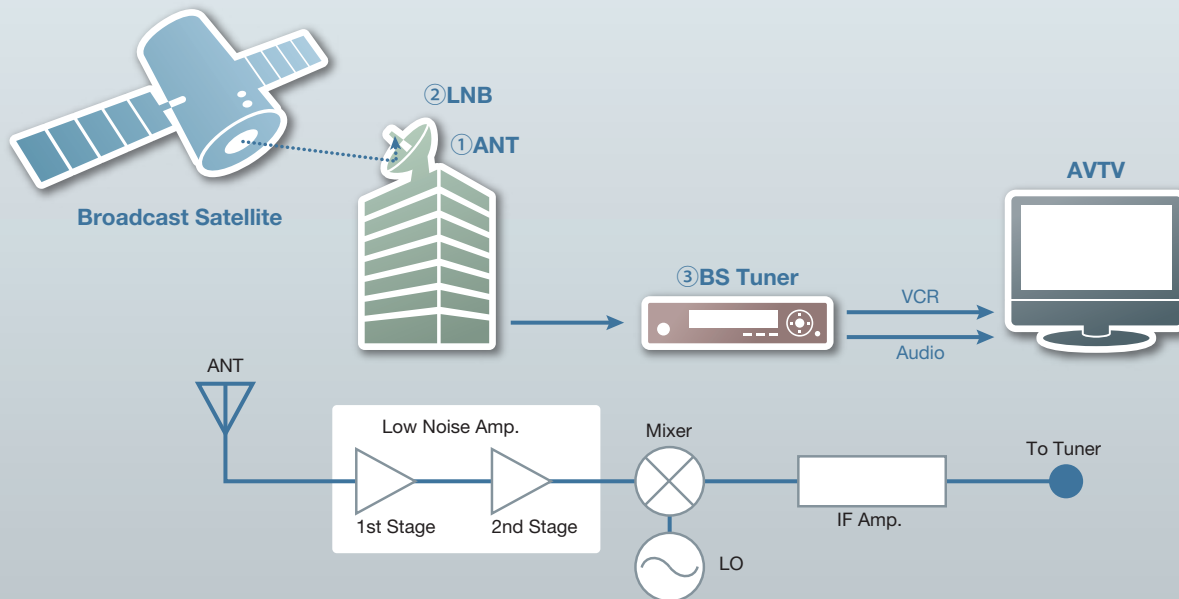 ②LNB
①ANT
Broadcast Satellite
AVTV
③BS Tuner
VCR
Audio
ANT
Low Noise Amp.
1st Stage
2nd Stage
Mixer
LO
IF Amp.
To Tuner